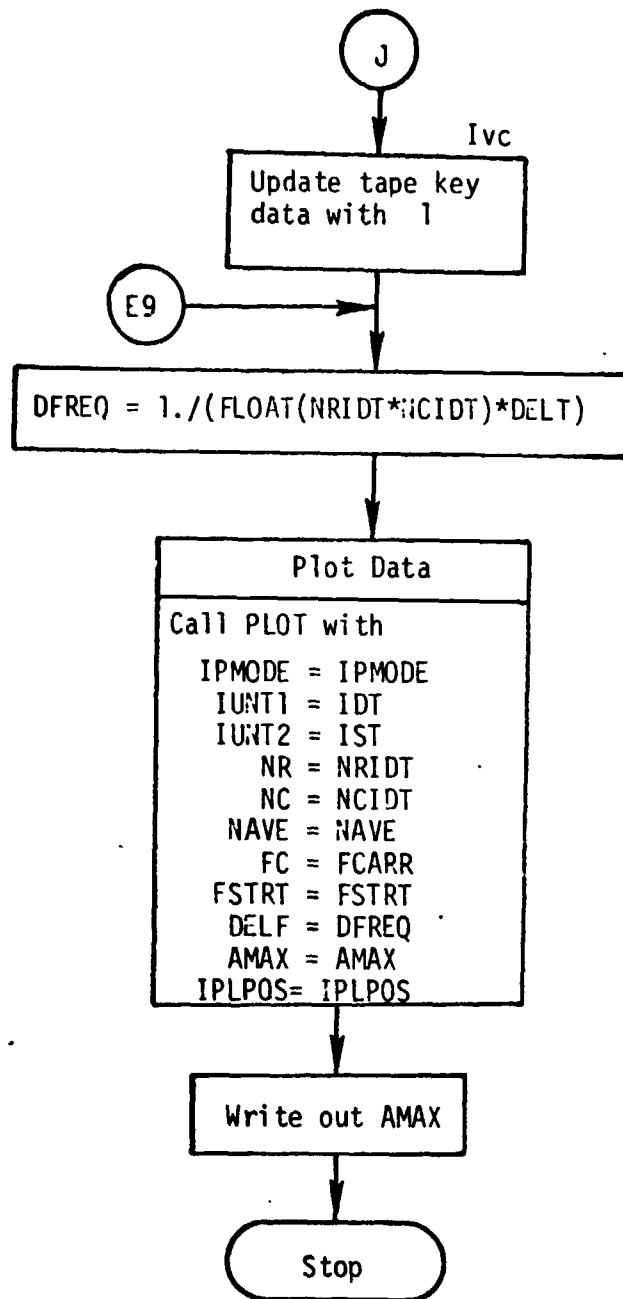 J
Ivc
Update tape key
data with 1
E9
DFREQ = 1./(FLOAT(NRIDT*NCIDT)*DELT)
Plot Data
Call PLOT with
IPMODE = IPMODE
IUNT1 = IDT
IUNT2 = IST
NR = NRIDT
NC = NCIDT
NAVE = NAVE
FC = FCARR
FSTRT = FSTRT
DELF = DFREQ
AMAX = AMAX
IPLPOS= IPLPOS
Write out AMAX
Stop